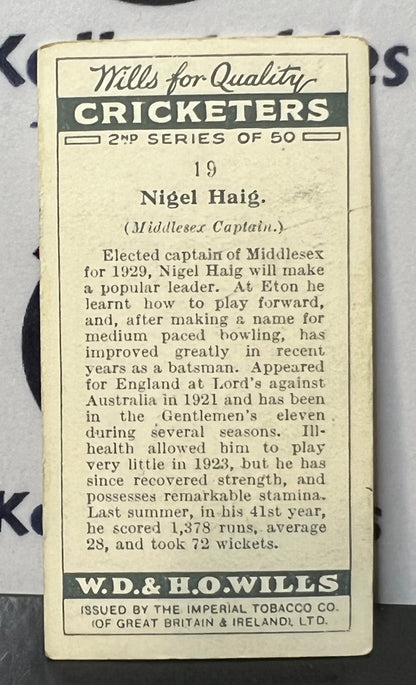 Wills for Quality
CRICKETERS
2ND SERIES OF 50
19
Nigel Haig.
(Middlesex Captain.)
Elected captain of Middlesex
for 1929, Nigel Haig will make
a popular leader. At Eton he
learnt how to play forward,
and, after making a name for
medium paced bowling, has
improved greatly in recent
years as a batsman. Appeared
for England at Lord's against
Australia in 1921 and has been
in the Gentlemen's eleven
during several seasons. Ill-
health allowed him to play
very little in 1923, but he has
since recovered strength, and
possesses remarkable stamina.
Last summer, in his 41st year,
he scored 1,378 runs, average
28, and took 72 wickets.
W.D.& H.O.WILLS
ISSUED BY THE IMPERIAL TOBACCO CO.
(OF GREAT BRITAIN & IRELAND), LTD.